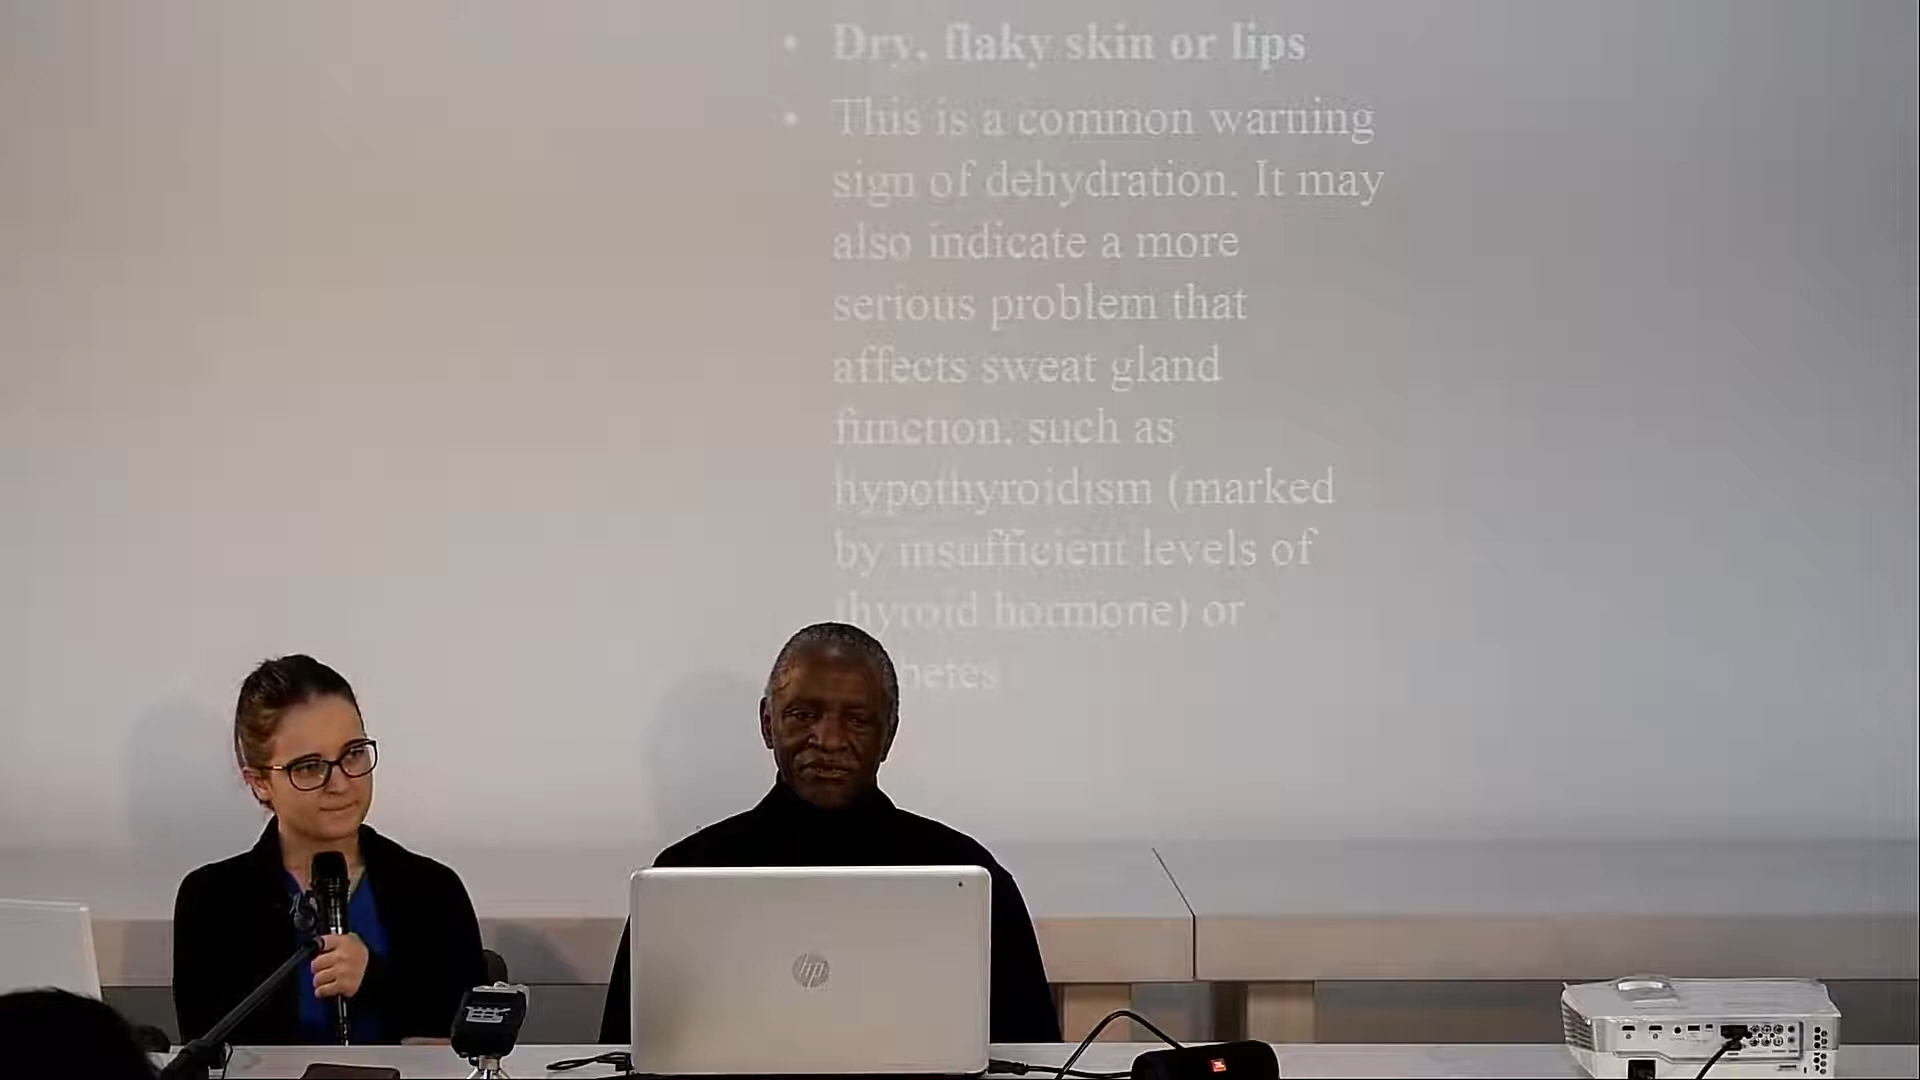 • Dry, flaky skin or lips
• This is a common warning
sign of dehydration. It may
also indicate a more
serious problem that
affects sweat gland
function, such as
hypothyroidism (marked
by insufficient levels of
thyroid hormone) or
hp